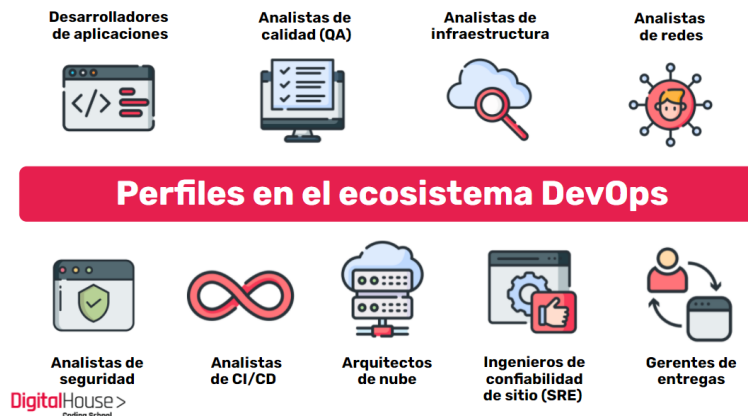 Desarrolladores
de aplicaciones
Analistas de
calidad (QA)
Analistas de
infraestructura
Analistas
de redes
</>
Perfiles en el ecosistema DevOps
Analistas de
seguridad
Analistas
de CI/CD
Arquitectos
de nube
Ingenieros de
confiabilidad
de sitio (SRE)
Gerentes de
entregas
DigitalHouse>
Coding School